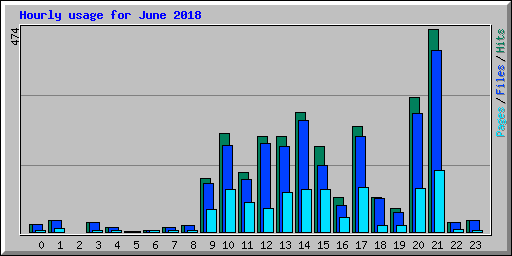 Hourly usage for June 2018
474
Pages/Files/Hits
0 1 2 3 4 5 6 7 8 9 10 11 12 13 14 15 16 17 18 19 20 21 22 23